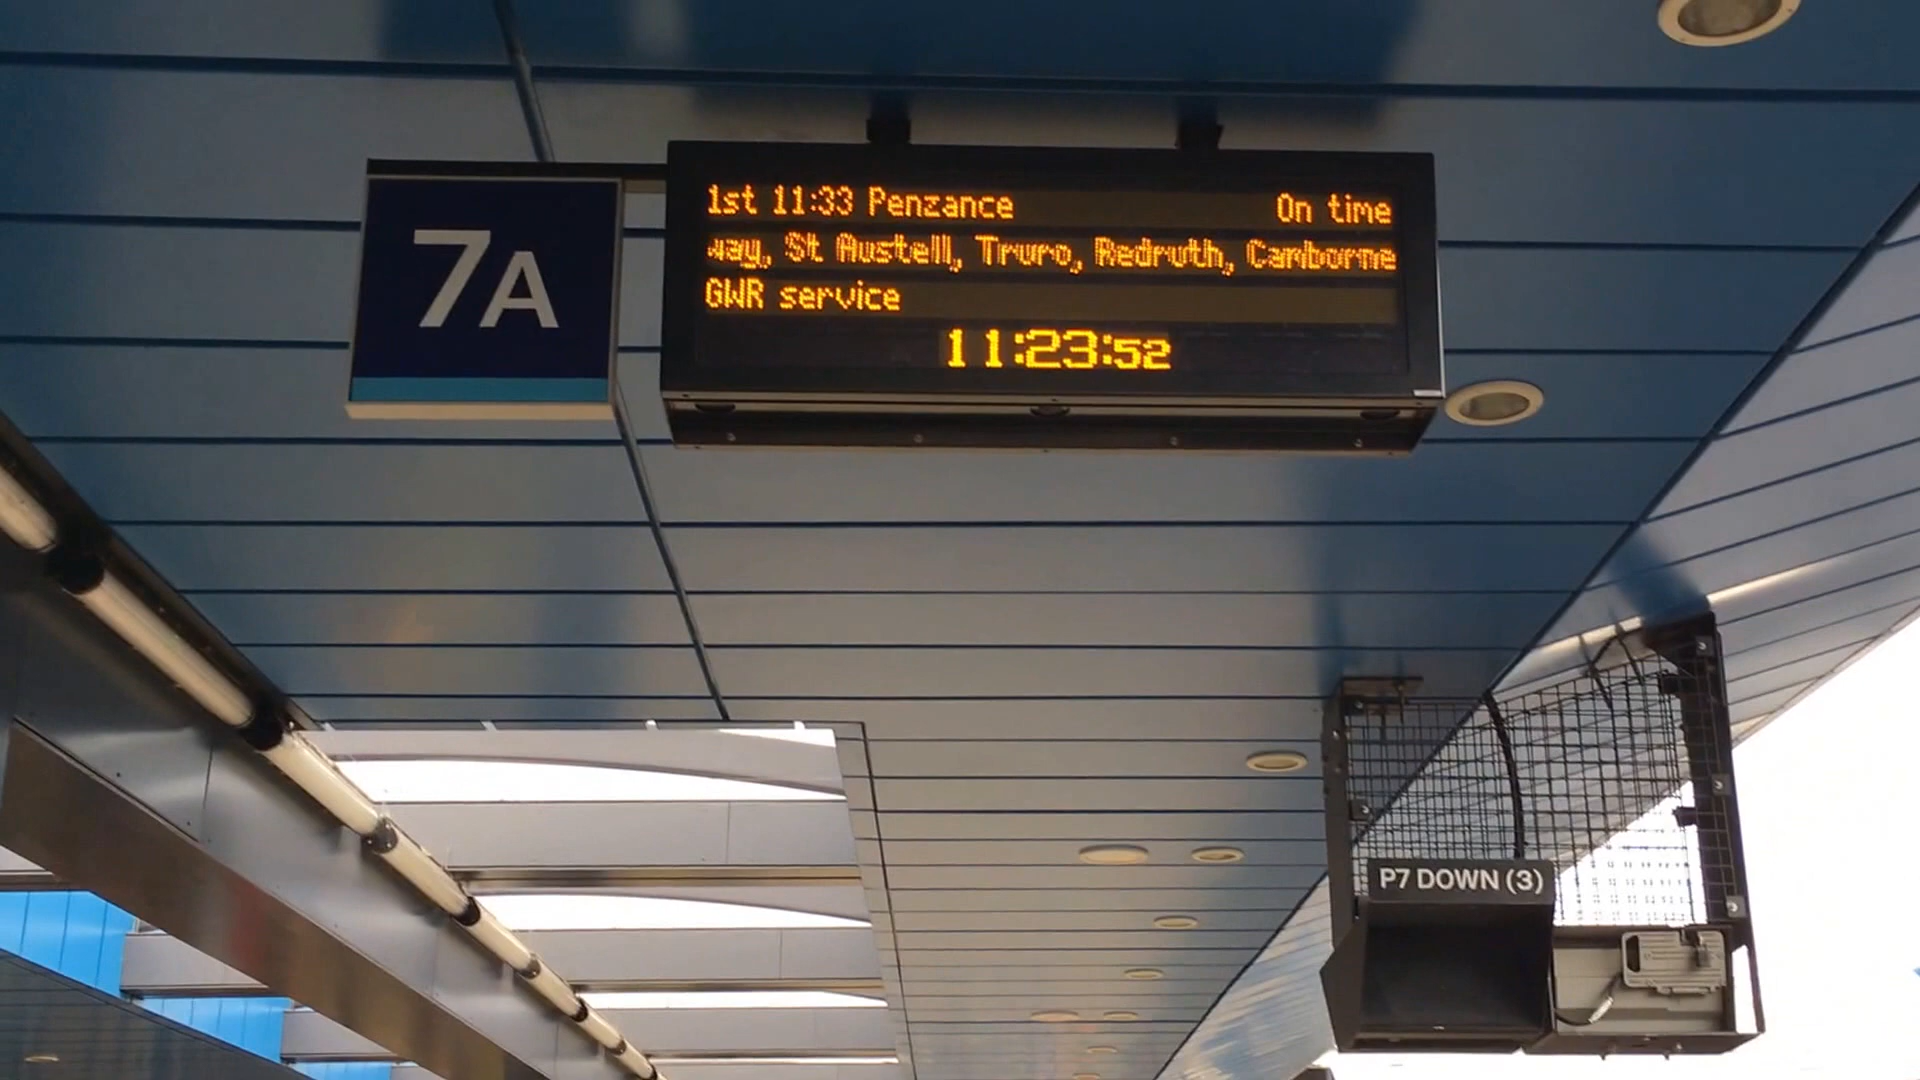 7A
1st 11:33 Penzance On time
way, St Austell, Truro, Redruth, Camborne
GWR service
11:23:52
P7 DOWN (3)